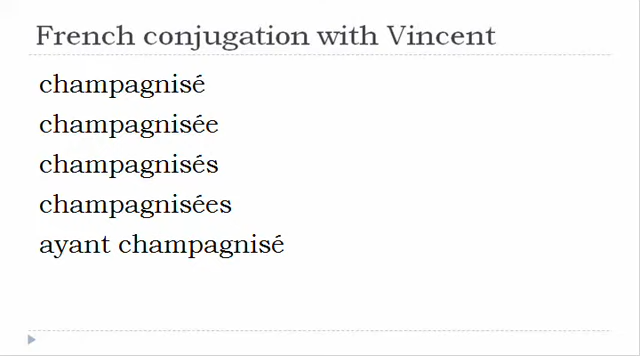 French conjugation with Vincent
champagnisé
champagnisée
champagnisés
champagnisées
ayant champagnisé